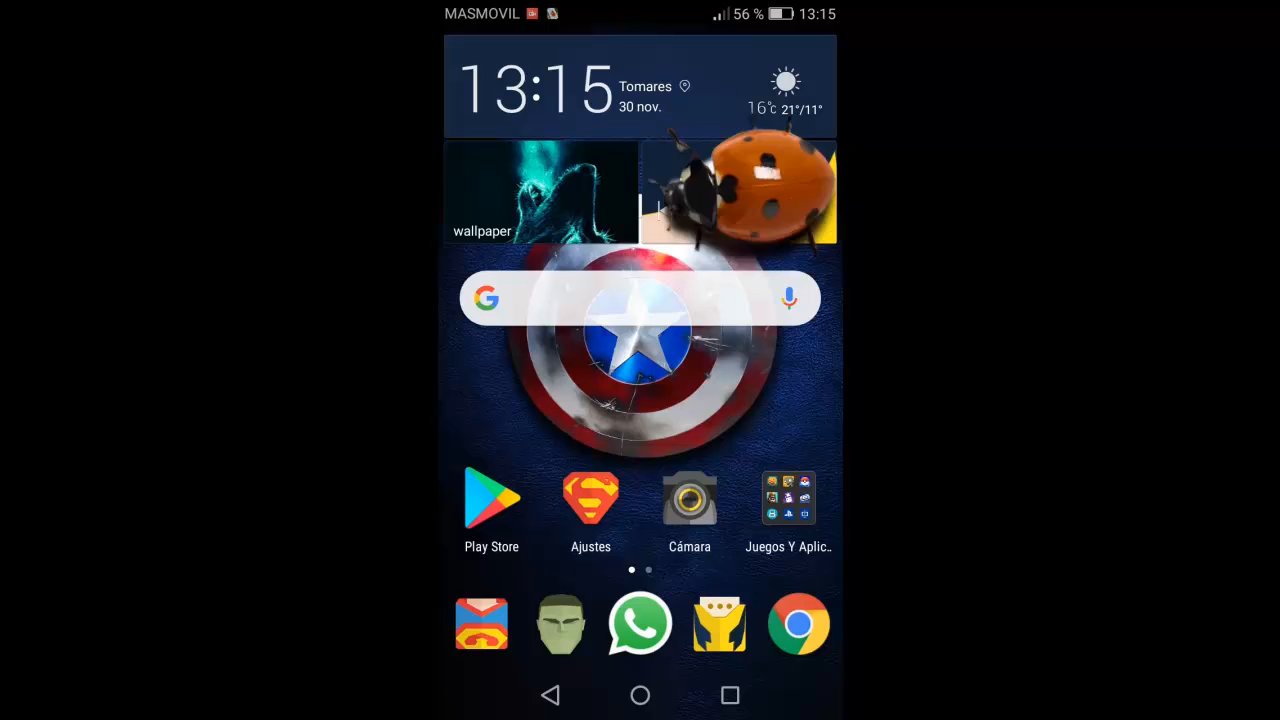 MASMOVIL 56 % 13:15
13:15 Tomares
30 nov.
16°C 21°/11°
wallpaper
Play Store Ajustes Cámara Juegos Y Aplic..